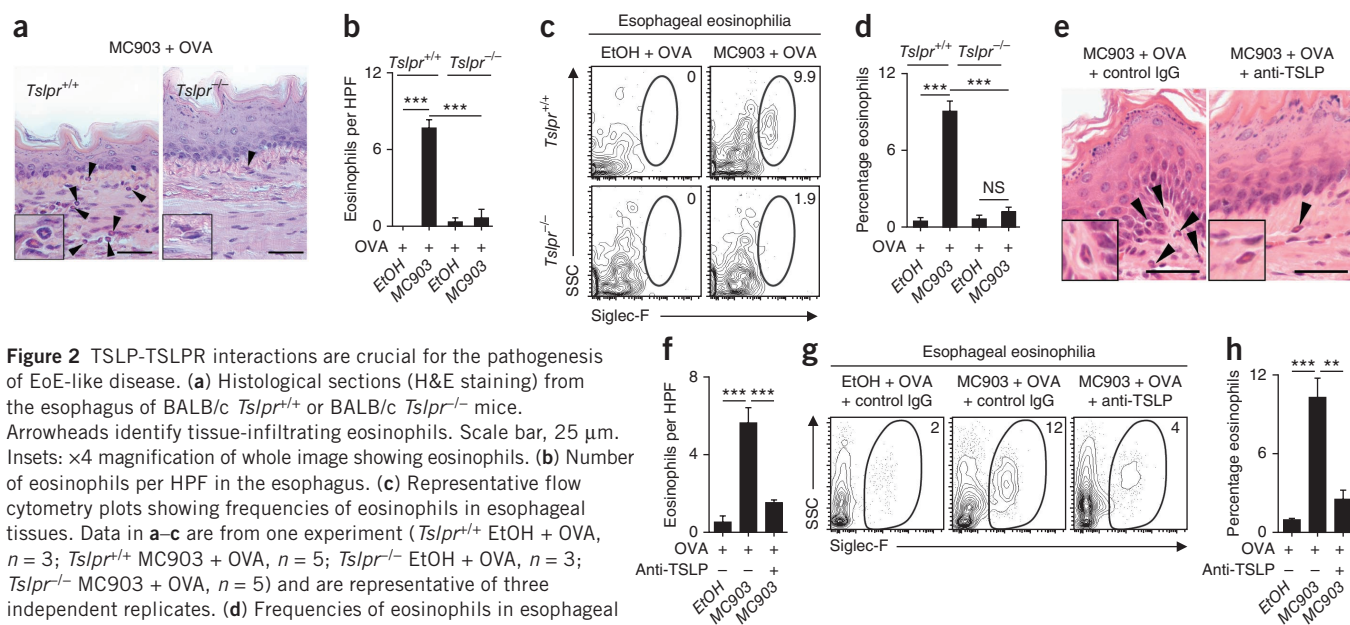 a
MC903 + OVA
Tslpr+/+
Tslpr−/−
b
Tslpr+/+ Tslpr−/−
12
***
***
6
0
Eosinophils per HPF
OVA + + + +
EtOH
MC903
EtOH
MC903
c
Esophageal eosinophilia
EtOH + OVA
MC903 + OVA
0
9.9
Tslpr+/+
0
1.9
Tslpr−/−
SSC
Siglec-F
d
Tslpr+/+ Tslpr−/−
12
***
***
NS
6
0
Percentage eosinophils
OVA + + + +
EtOH
MC903
EtOH
MC903
e
MC903 + OVA
+ control IgG
MC903 + OVA
+ anti-TSLP
Figure 2 TSLP-TSLPR interactions are crucial for the pathogenesis
of EoE-like disease. (a) Histological sections (H&E staining) from
the esophagus of BALB/c Tslpr+/+ or BALB/c Tslpr−/− mice.
Arrowheads identify tissue-infiltrating eosinophils. Scale bar, 25 μm.
Insets: ×4 magnification of whole image showing eosinophils. (b) Number
of eosinophils per HPF in the esophagus. (c) Representative flow
cytometry plots showing frequencies of eosinophils in esophageal
tissues. Data in a–c are from one experiment (Tslpr+/+ EtOH + OVA,
n = 3; Tslpr+/+ MC903 + OVA, n = 5; Tslpr−/− EtOH + OVA, n = 3;
Tslpr−/− MC903 + OVA, n = 5) and are representative of three
independent replicates. (d) Frequencies of eosinophils in esophageal
f
8
*** ***
4
0
Eosinophils per HPF
OVA + + +
Anti-TSLP – – +
EtOH
MC903
MC903
g
Esophageal eosinophilia
EtOH + OVA
+ control IgG
MC903 + OVA
+ control IgG
MC903 + OVA
+ anti-TSLP
2
12
4
SSC
Siglec-F
h
12
*** **
6
0
Percentage eosinophils
OVA + + +
Anti-TSLP – – +
EtOH
MC903
MC903